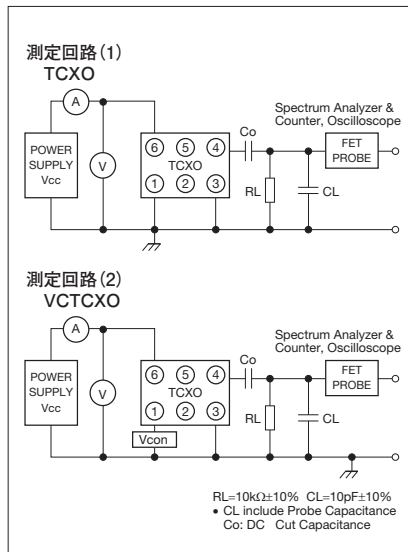 測定回路(1)
TCXO
A
POWER
SUPPLY
Vcc
V
6 5 4
TCXO
1 2 3
Co
RL
CL
Spectrum Analyzer &
Counter, Oscilloscope
FET
PROBE
測定回路(2)
VCTCXO
A
POWER
SUPPLY
Vcc
V
6 5 4
TCXO
1 2 3
Vcon
Co
RL
CL
Spectrum Analyzer &
Counter, Oscilloscope
FET
PROBE
RL=10kΩ±10% CL=10pF±10%
• CL include Probe Capacitance
Co: DC Cut Capacitance